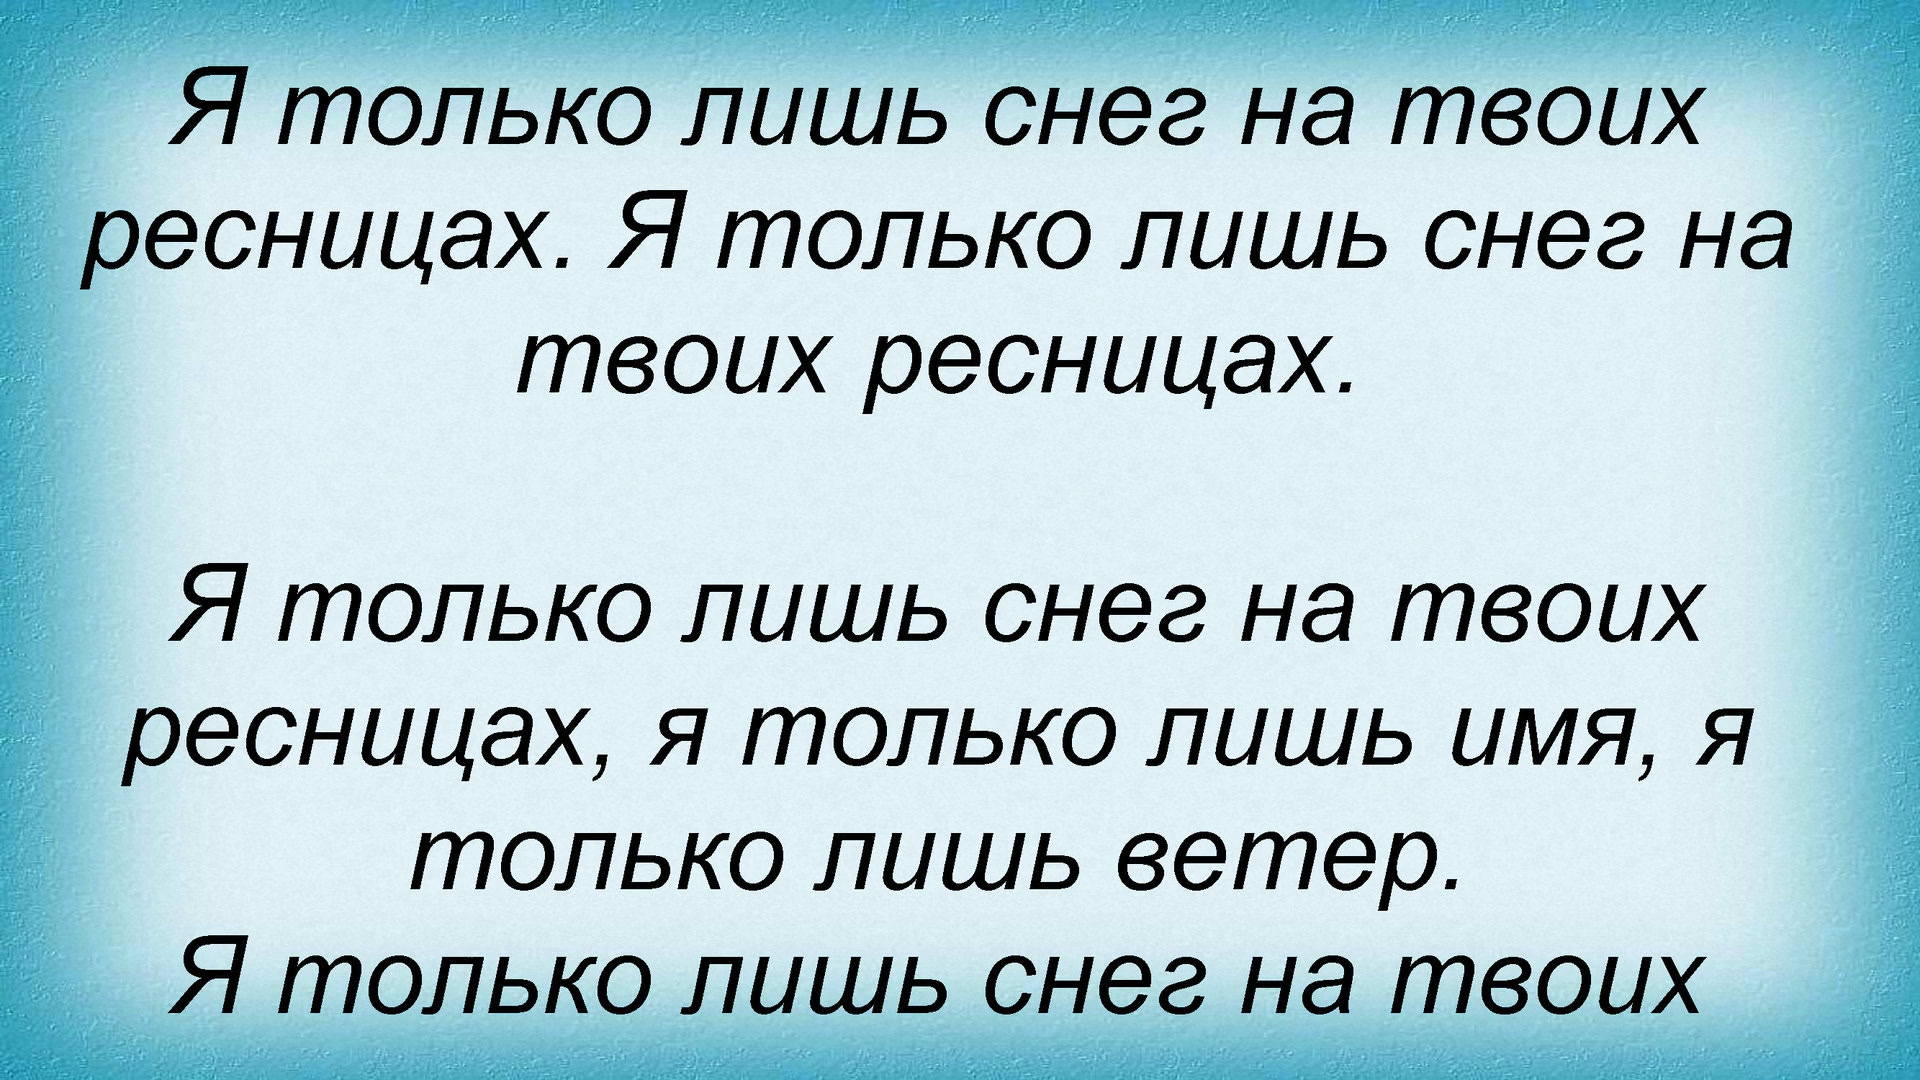 Я только лишь снег на твоих
ресницах. Я только лишь снег на
твоих ресницах.
Я только лишь снег на твоих
ресницах, я только лишь имя, я
только лишь ветер.
Я только лишь снег на твоих